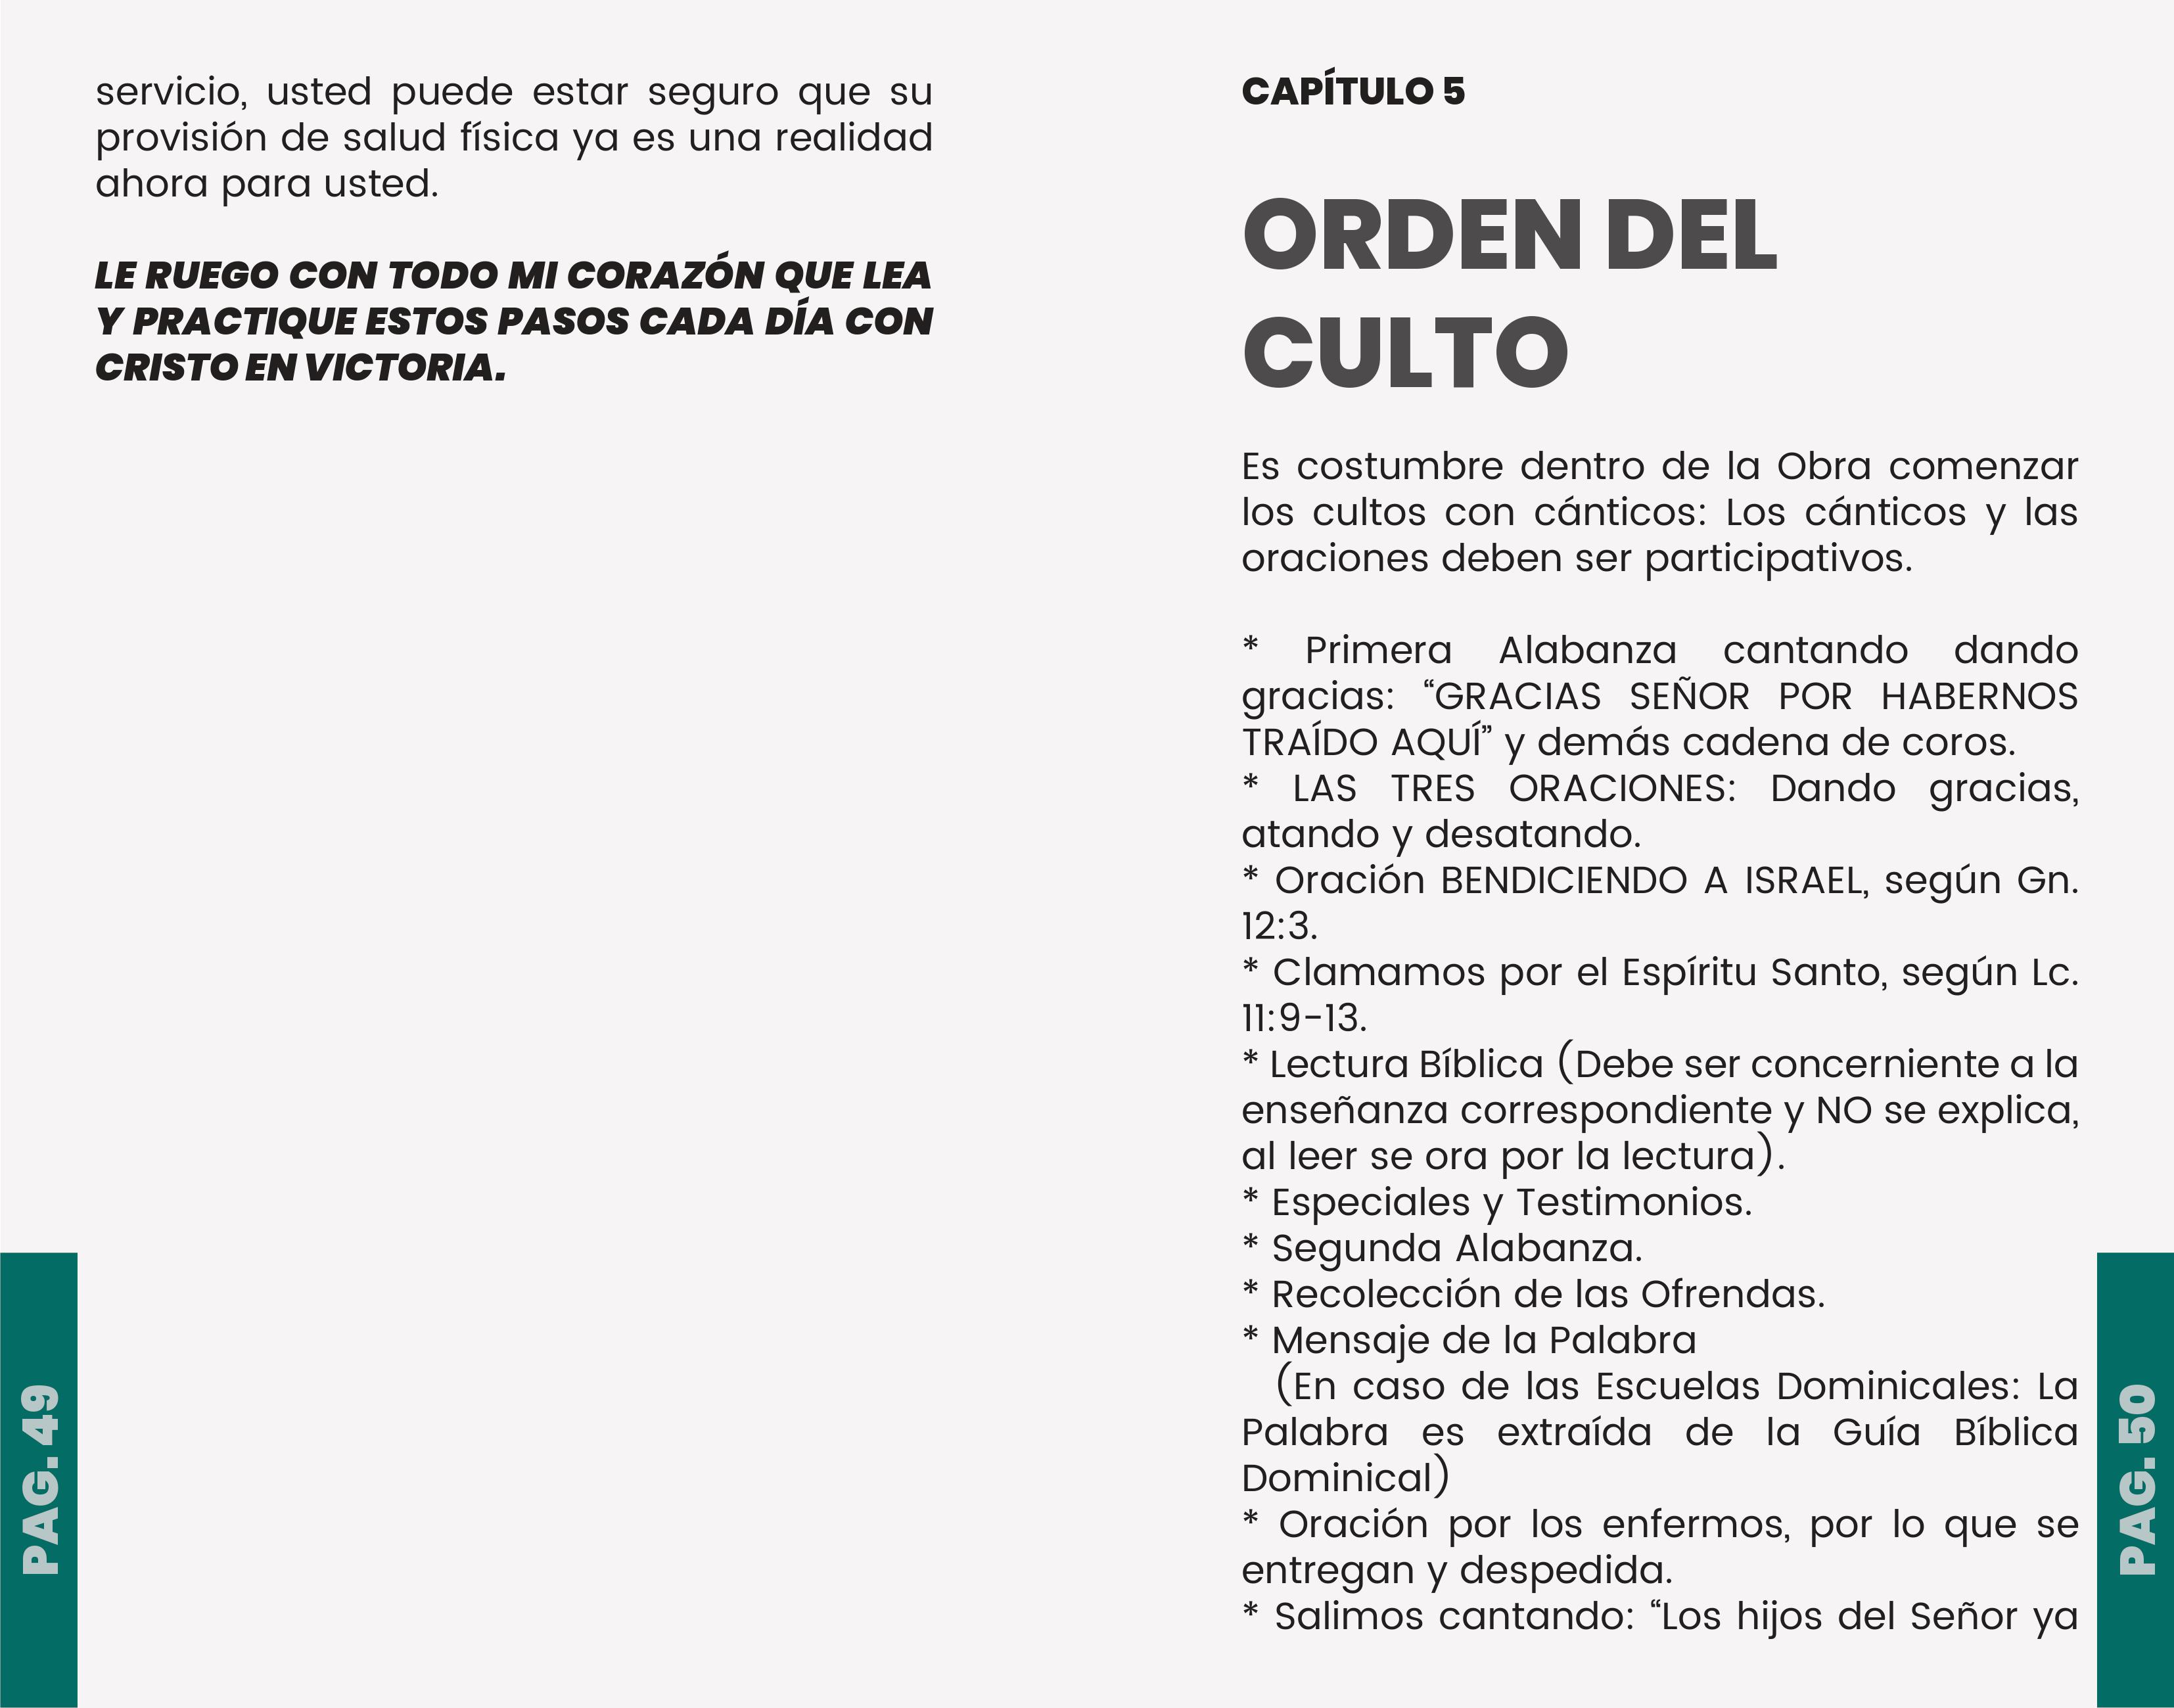 servicio, usted puede estar seguro que su
provisión de salud física ya es una realidad
ahora para usted.
LE RUEGO CON TODO MI CORAZÓN QUE LEA
Y PRACTIQUE ESTOS PASOS CADA DÍA CON
CRISTO EN VICTORIA.
PAG. 49
CAPÍTULO 5
ORDEN DEL
CULTO
Es costumbre dentro de la Obra comenzar
los cultos con cánticos: Los cánticos y las
oraciones deben ser participativos.
* Primera Alabanza cantando dando
gracias: “GRACIAS SEÑOR POR HABERNOS
TRAÍDO AQUÍ” y demás cadena de coros.
* LAS TRES ORACIONES: Dando gracias,
atando y desatando.
* Oración BENDICIENDO A ISRAEL, según Gn.
12:3.
* Clamamos por el Espíritu Santo, según Lc.
11:9-13.
* Lectura Bíblica (Debe ser concerniente a la
enseñanza correspondiente y NO se explica,
al leer se ora por la lectura).
* Especiales y Testimonios.
* Segunda Alabanza.
* Recolección de las Ofrendas.
* Mensaje de la Palabra
(En caso de las Escuelas Dominicales: La
Palabra es extraída de la Guía Bíblica
Dominical)
* Oración por los enfermos, por lo que se
entregan y despedida.
* Salimos cantando: “Los hijos del Señor ya
PAG. 50